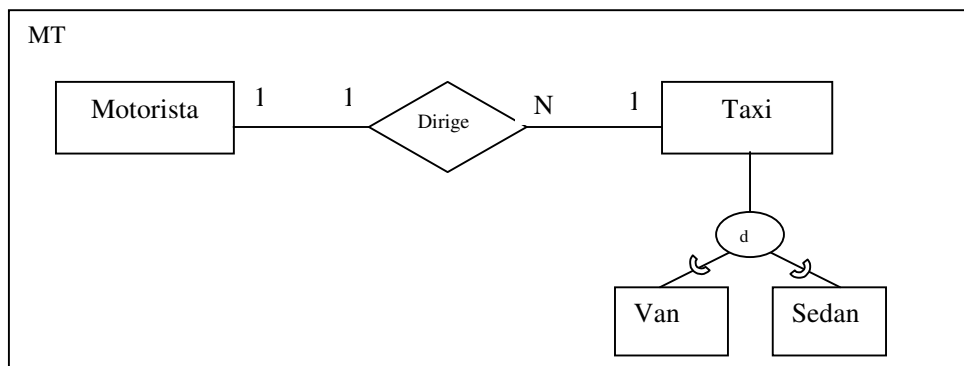 MT
Motorista 1 1 Dirige N 1 Taxi
d
Van Sedan